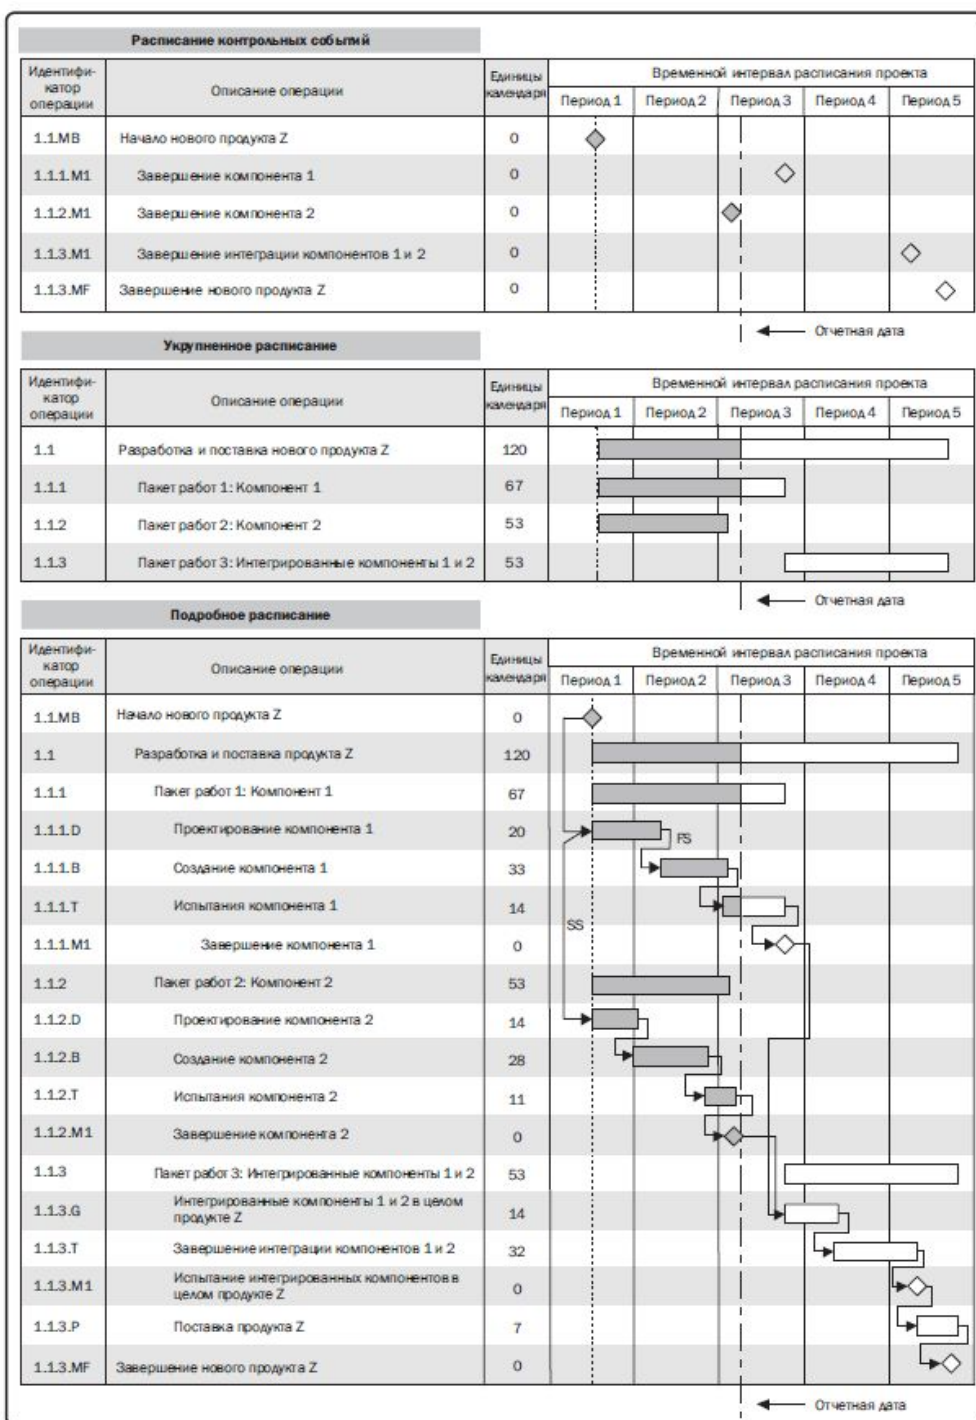 Расписание контрольных событий
Идентифи-
катор
операции
Описание операции
Единицы
календаря
Временной интервал расписания проекта
Период 1 Период 2 Период 3 Период 4 Период 5
1.1.МВ Начало нового продукта Z 0
1.1.1.М1 Завершение компонента 1 0
1.1.2.М1 Завершение компонента 2 0
1.1.3.М1 Завершение интеграции компонентов 1 и 2 0
1.1.3.MF Завершение нового продукта Z 0
Отчетная дата
Укрупненное расписание
Идентифи-
катор
операции
Описание операции
Единицы
календаря
Временной интервал расписания проекта
Период 1 Период 2 Период 3 Период 4 Период 5
1.1 Разработка и поставка нового продукта Z 120
1.1.1 Пакет работ 1: Компонент 1 67
1.1.2 Пакет работ 2: Компонент 2 53
1.1.3 Пакет работ 3: Интегрированные компоненты 1 и 2 53
Отчетная дата
Подробное расписание
Идентифи-
катор
операции
Описание операции
Единицы
календаря
Временной интервал расписания проекта
Период 1 Период 2 Период 3 Период 4 Период 5
1.1.МВ Начало нового продукта Z 0
1.1 Разработка и поставка продукта Z 120
1.1.1 Пакет работ 1: Компонент 1 67
1.1.1.D Проектирование компонента 1 20
FS
1.1.1.B Создание компонента 1 33
1.1.1.T Испытания компонента 1 14
SS
1.1.1.М1 Завершение компонента 1 0
1.1.2 Пакет работ 2: Компонент 2 53
1.1.2.D Проектирование компонента 2 14
1.1.2.B Создание компонента 2 28
1.1.2.T Испытания компонента 2 11
1.1.2.М1 Завершение компонента 2 0
1.1.3 Пакет работ 3: Интегрированные компоненты 1 и 2 53
1.1.3.G Интегрированные компоненты 1 и 2 в целом
продукте Z 14
1.1.3.T Завершение интеграции компонентов 1 и 2 32
1.1.3.М1 Испытание интегрированных компонентов в
целом продукте Z 0
1.1.3.P Поставка продукта Z 7
1.1.3.MF Завершение нового продукта Z 0
Отчетная дата